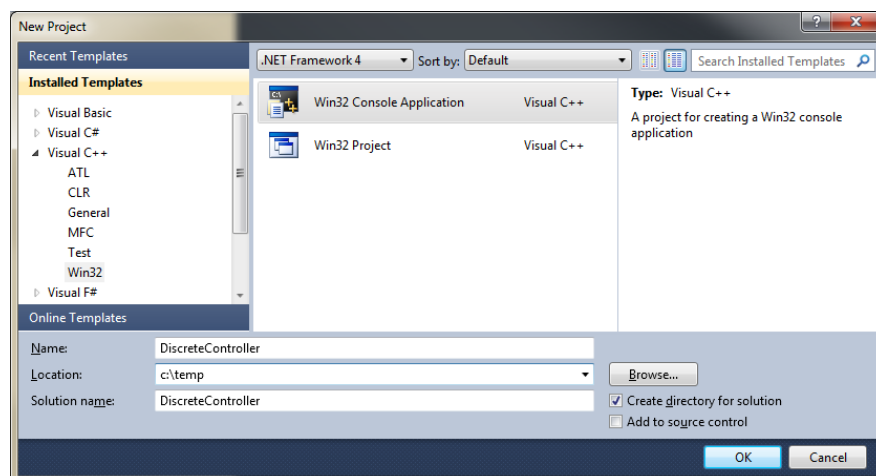 New Project
Recent Templates
.NET Framework 4 Sort by: Default Search Installed Templates
Installed Templates
Visual Basic
Visual C#
Visual C++
ATL
CLR
General
MFC
Test
Win32
Visual F#
Online Templates
Win32 Console Application Visual C++
Win32 Project Visual C++
Type: Visual C++
A project for creating a Win32 console
application
Name: DiscreteController
Location: c:\temp Browse...
Solution name: DiscreteController
Create directory for solution
Add to source control
OK Cancel